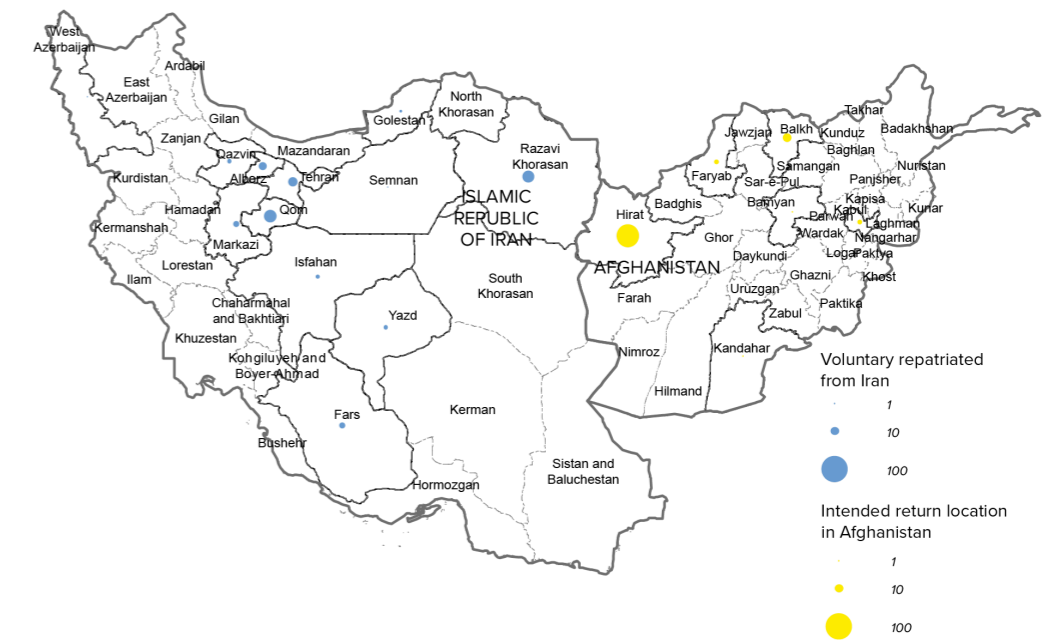 West
Azerbaijan
Ardabil
East
Azerbaijan
Gilan
Zanjan
Golestan
North
Khorasan
Mazandaran
Qazvin
Alborz
Tehran
Kurdistan
Semnan
Razavi
Khorasan
Hamadan
Qom
Kermanshah
Markazi
ISLAMIC
REPUBLIC
OF IRAN
Lorestan
Isfahan
Ilam
South
Khorasan
Chaharmahal
and Bakhtiari
Yazd
Khuzestan
Kohgiluyeh and
Boyer-Ahmad
Fars
Kerman
Bushehr
Hormozgan
Sistan and
Baluchestan
Takhar
Jawzjan
Balkh
Kunduz
Badakhshan
Baghlan
Faryab
Samangan
Nuristan
Sar-e-Pul
Panjsher
Badghis
Bamyan
Kapisa
Kabul
Kunar
Hirat
Parwan
Laghman
Ghor
Wardak
Nangarhar
Daykundi
Logar
Paktya
AFGHANISTAN
Ghazni
Khost
Farah
Uruzgan
Paktika
Zabul
Nimroz
Kandahar
Hilmand
Voluntary repatriated
from Iran
1
10
100
Intended return location
in Afghanistan
1
10
100